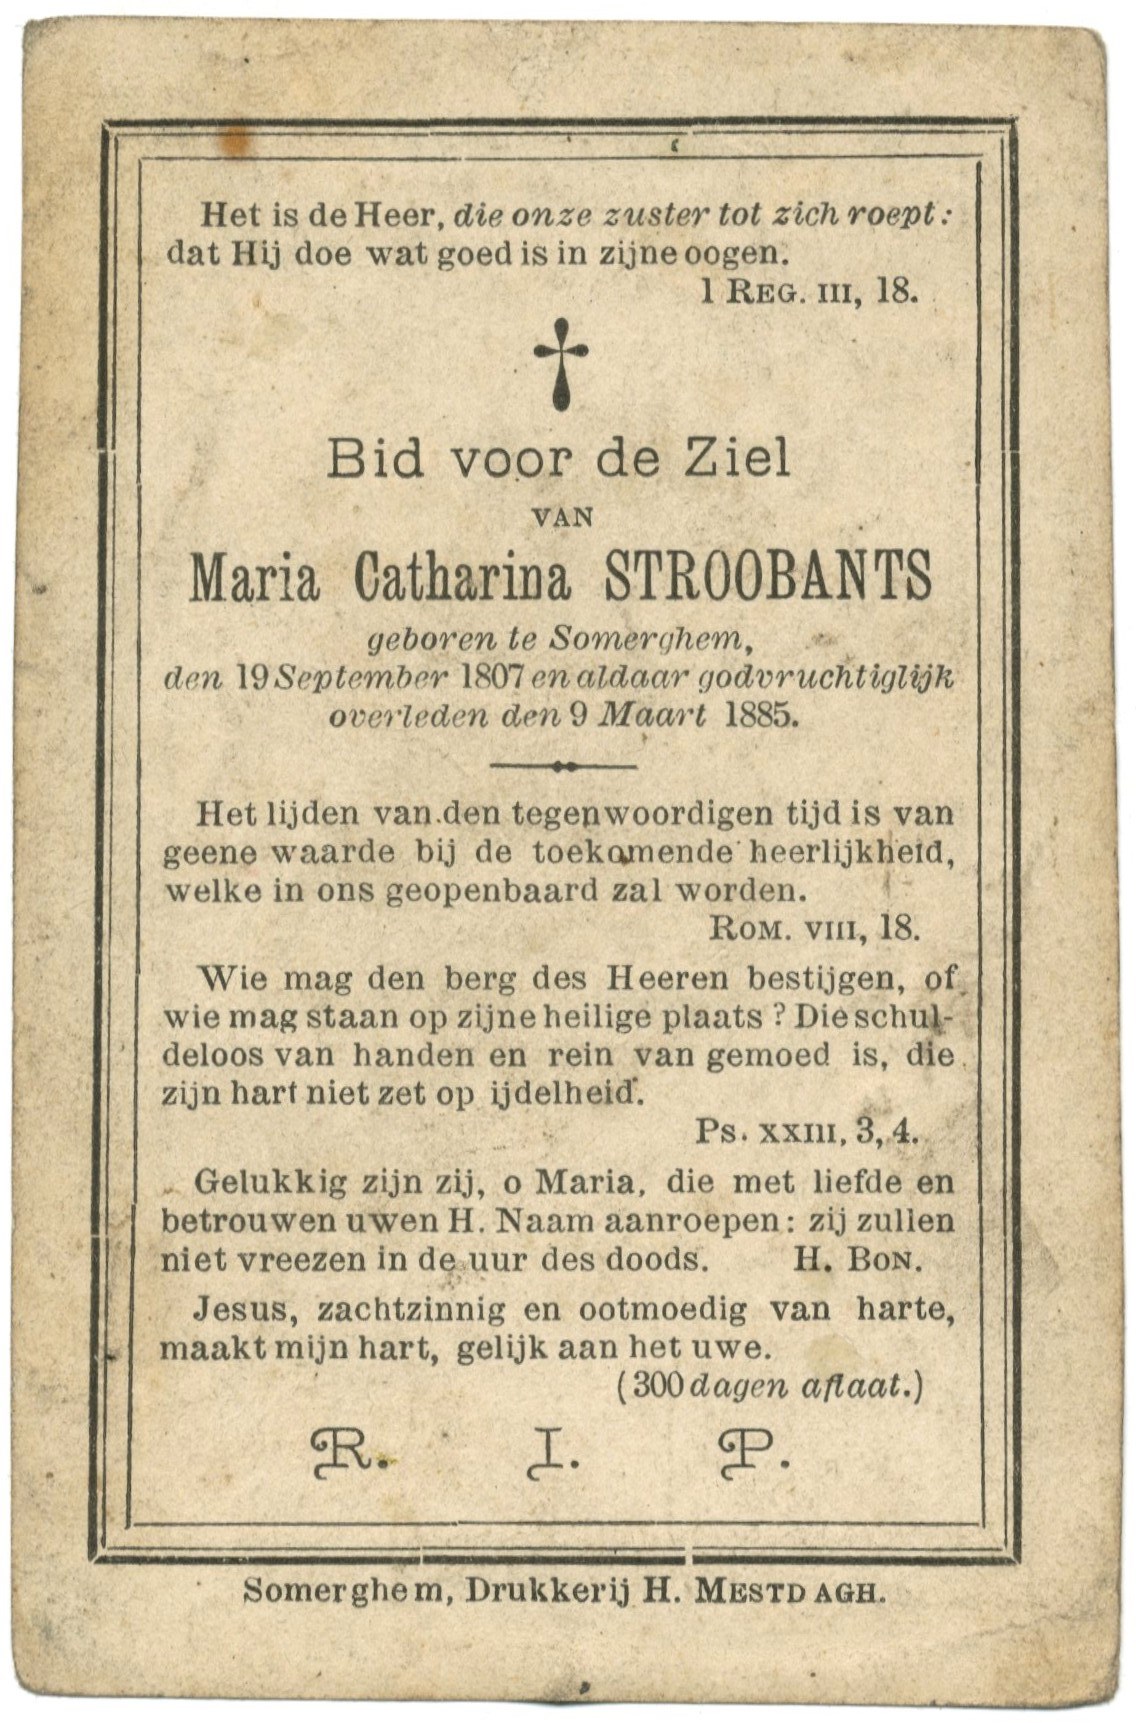 Het is de Heer, die onze zuster tot zich roept:
dat Hij doe wat goed is in zijne oogen.
1 REG. III, 18.
Bid voor de Ziel
VAN
Maria Catharina STROOBANTS
geboren te Somerghem,
den 19 September 1807 en aldaar godvruchtiglijk
overleden den 9 Maart 1885.
Het lijden van den tegenwoordigen tijd is van
geene waarde bij de toekomende heerlijkheid,
welke in ons geopenbaard zal worden.
ROM. VIII, 18.
Wie mag den berg des Heeren bestijgen, of
wie mag staan op zijne heilige plaats? Die schul-
deloos van handen en rein van gemoed is, die
zijn hart niet zet op ijdelheid.
Ps. XXIII, 3, 4.
Gelukkig zijn zij, o Maria, die met liefde en
betrouwen uwen H. Naam aanroepen: zij zullen
niet vreezen in de uur des doods. H. BON.
Jesus, zachtzinnig en ootmoedig van harte,
maakt mijn hart, gelijk aan het uwe.
(300 dagen aflaat.)
R. I. P.
Somerghem, Drukkerij H. MESTDAGH.